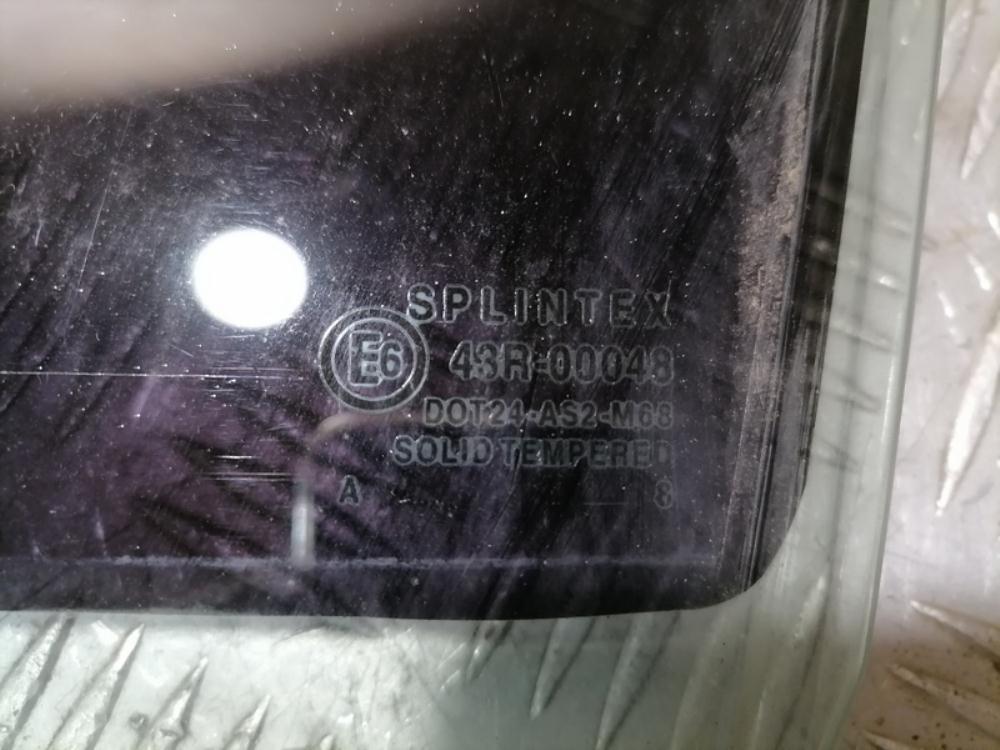 SPLINTEX
E6 43R-00048
DOT24-AS2-M68
SOLID TEMPERED
A 8